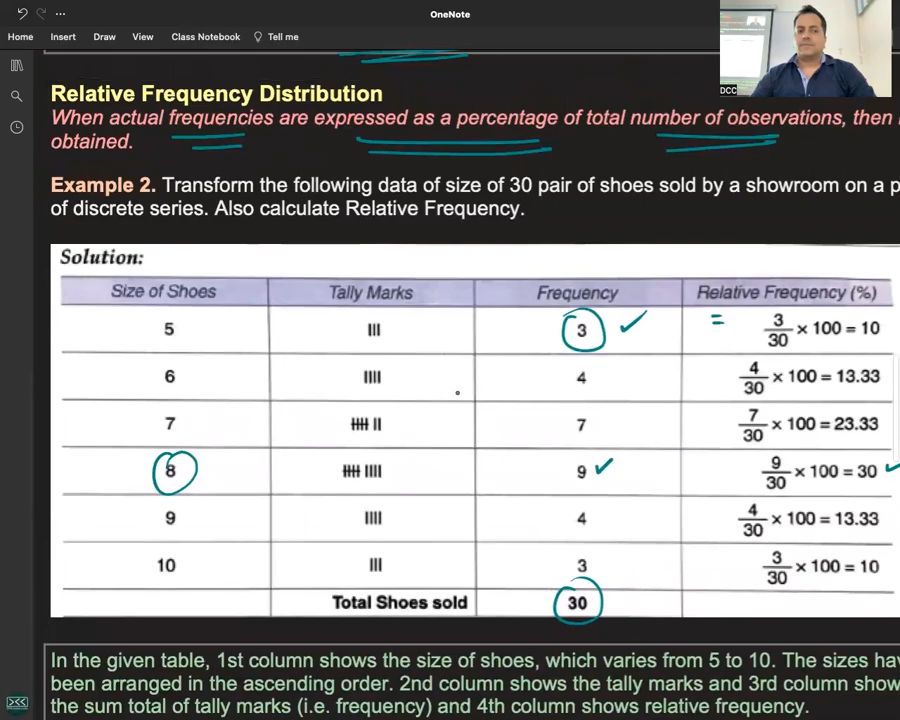 OneNote
Home Insert Draw View Class Notebook Tell me
DCC
Relative Frequency Distribution
When actual frequencies are expressed as a percentage of total number of observations, then
obtained.
Example 2. Transform the following data of size of 30 pair of shoes sold by a showroom on a p
of discrete series. Also calculate Relative Frequency.
Solution:
Size of Shoes Tally Marks Frequency Relative Frequency (%)
5 III 3 = 3/30 × 100 = 10
6 IIII 4 4/30 × 100 = 13.33
7 𝍸 II 7 7/30 × 100 = 23.33
8 𝍸 IIII 9 9/30 × 100 = 30
9 IIII 4 4/30 × 100 = 13.33
10 III 3 3/30 × 100 = 10
Total Shoes sold 30
In the given table, 1st column shows the size of shoes, which varies from 5 to 10. The sizes hav
been arranged in the ascending order. 2nd column shows the tally marks and 3rd column show
the sum total of tally marks (i.e. frequency) and 4th column shows relative frequency.